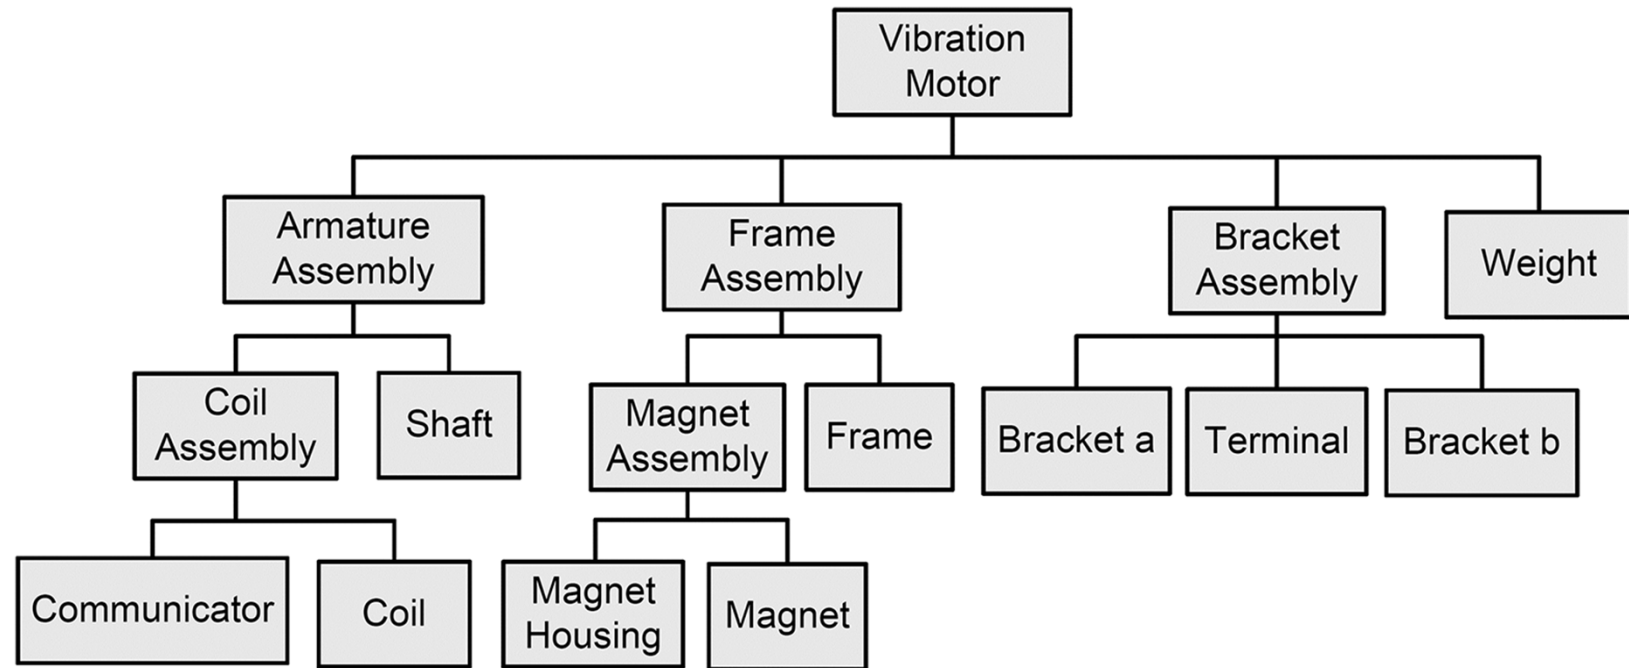 Vibration
Motor
Armature
Assembly
Frame
Assembly
Bracket
Assembly
Weight
Coil
Assembly
Shaft
Magnet
Assembly
Frame
Bracket a
Terminal
Bracket b
Communicator
Coil
Magnet
Housing
Magnet